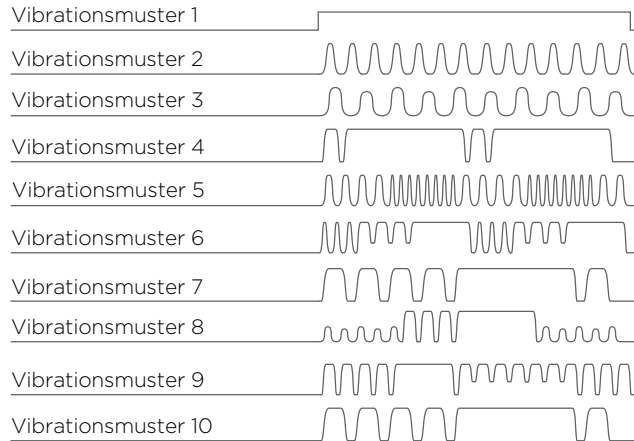 Vibrationsmuster 1
Vibrationsmuster 2
Vibrationsmuster 3
Vibrationsmuster 4
Vibrationsmuster 5
Vibrationsmuster 6
Vibrationsmuster 7
Vibrationsmuster 8
Vibrationsmuster 9
Vibrationsmuster 10